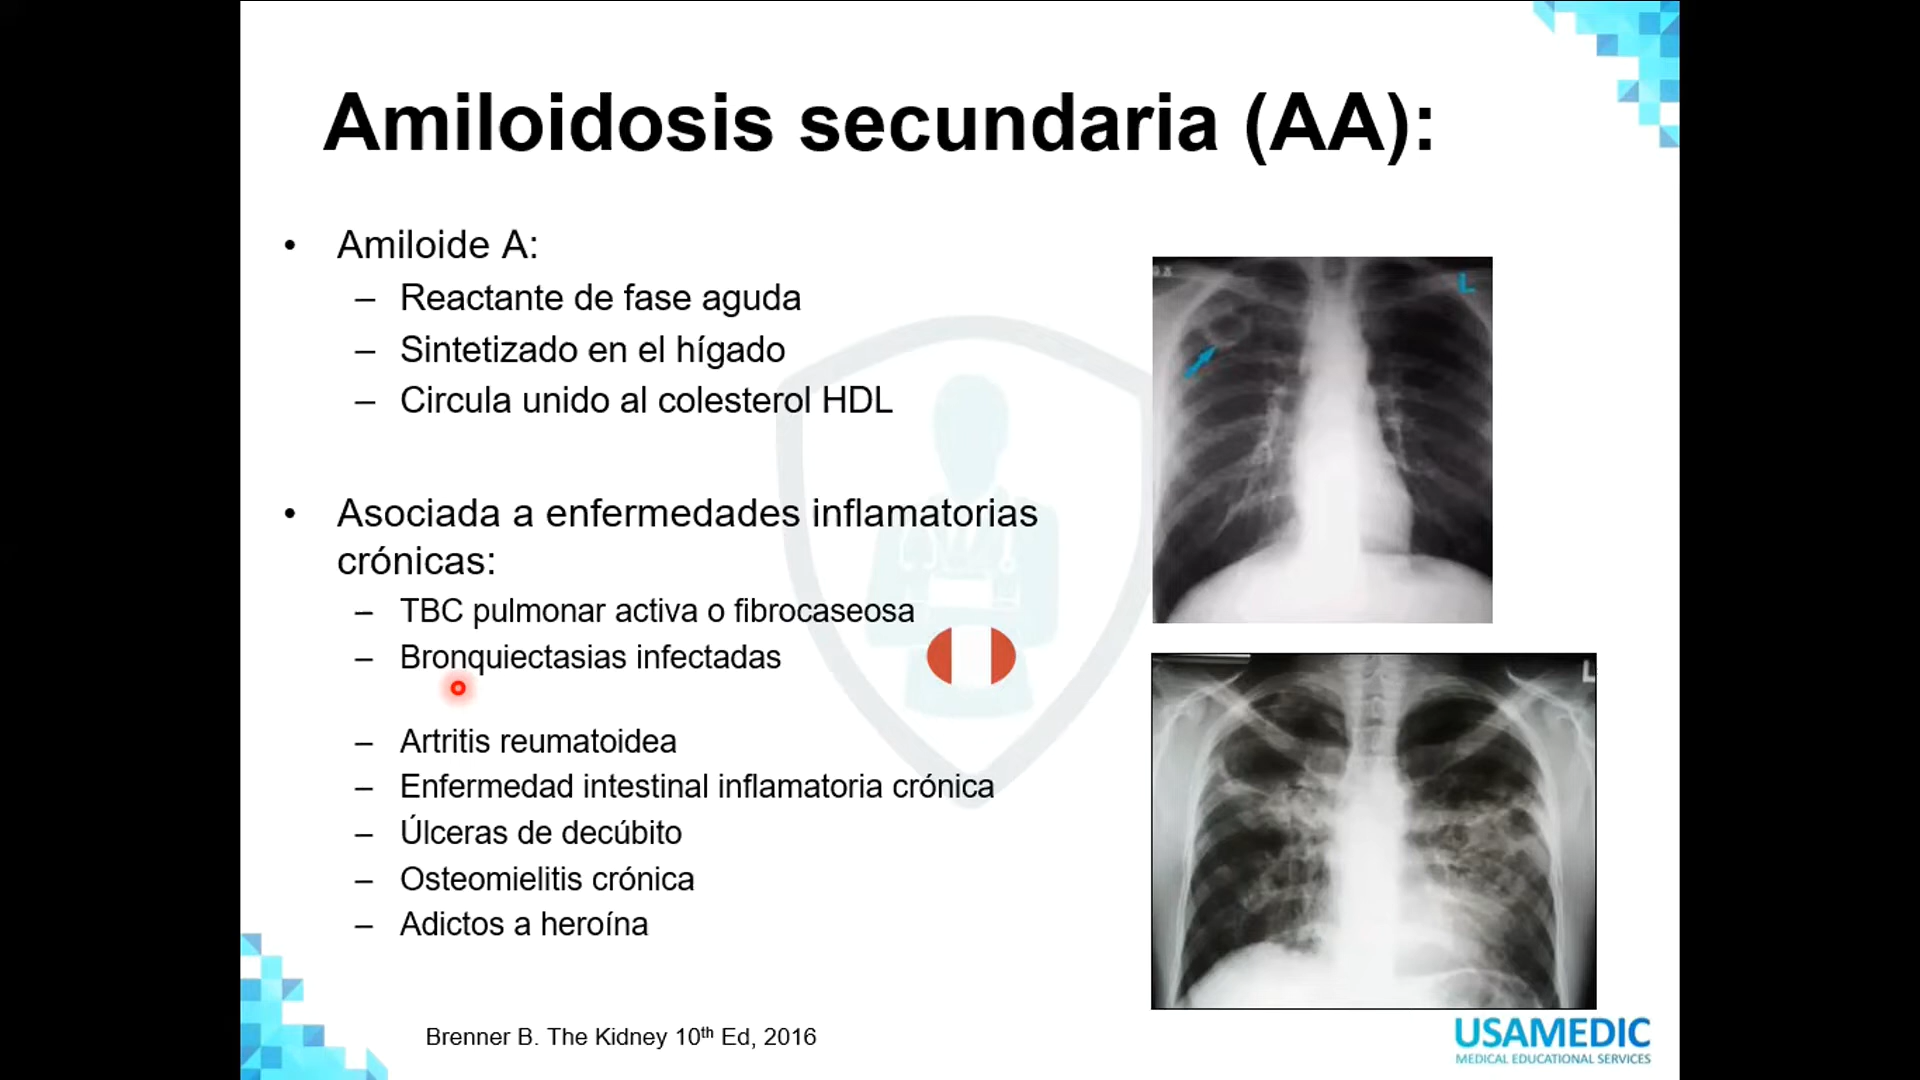 Amiloidosis secundaria (AA):
• Amiloide A:
– Reactante de fase aguda
– Sintetizado en el hígado
– Circula unido al colesterol HDL
• Asociada a enfermedades inflamatorias
crónicas:
– TBC pulmonar activa o fibrocaseosa
– Bronquiectasias infectadas
– Artritis reumatoidea
– Enfermedad intestinal inflamatoria crónica
– Úlceras de decúbito
– Osteomielitis crónica
– Adictos a heroína
L
L
Brenner B. The Kidney 10th Ed, 2016
USAMEDIC
MEDICAL EDUCATIONAL SERVICES